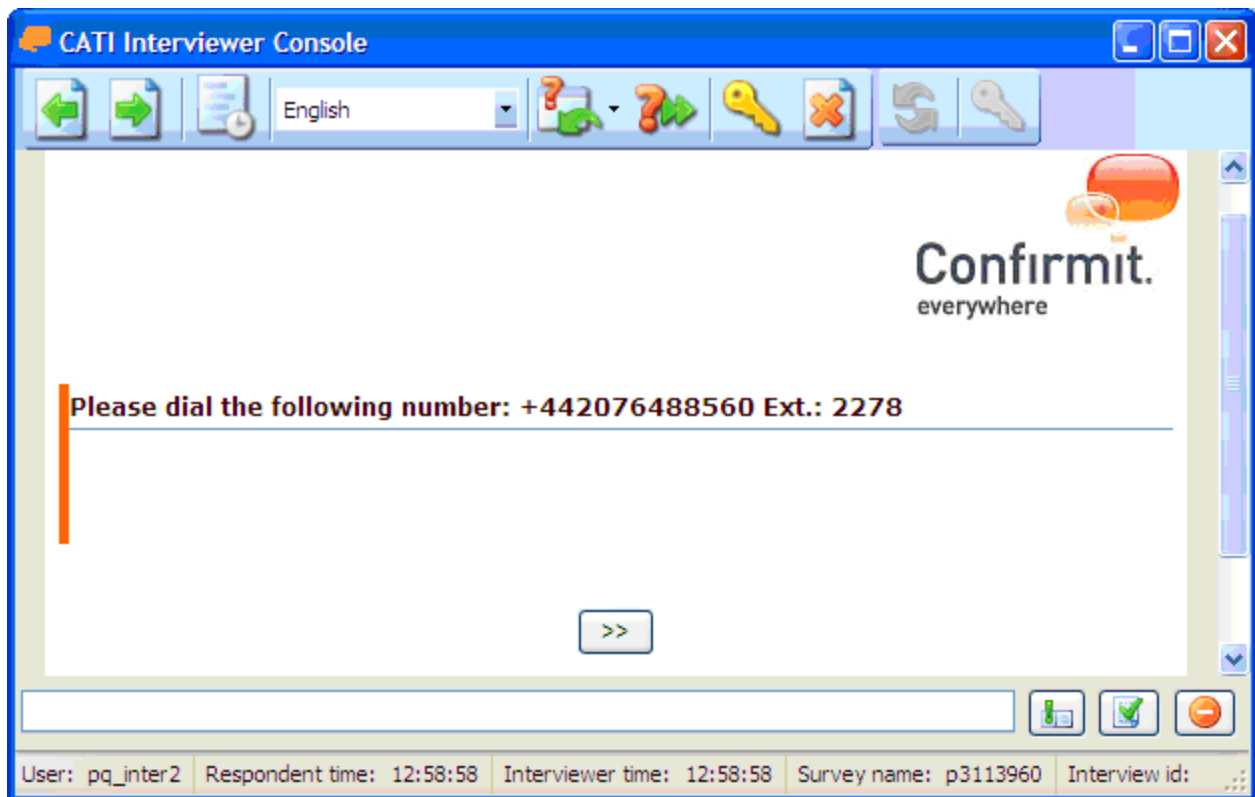 CATI Interviewer Console
English
Confirmit.
everywhere
Please dial the following number: +442076488560 Ext.: 2278
>>
User: pq_inter2 Respondent time: 12:58:58 Interviewer time: 12:58:58 Survey name: p3113960 Interview id: